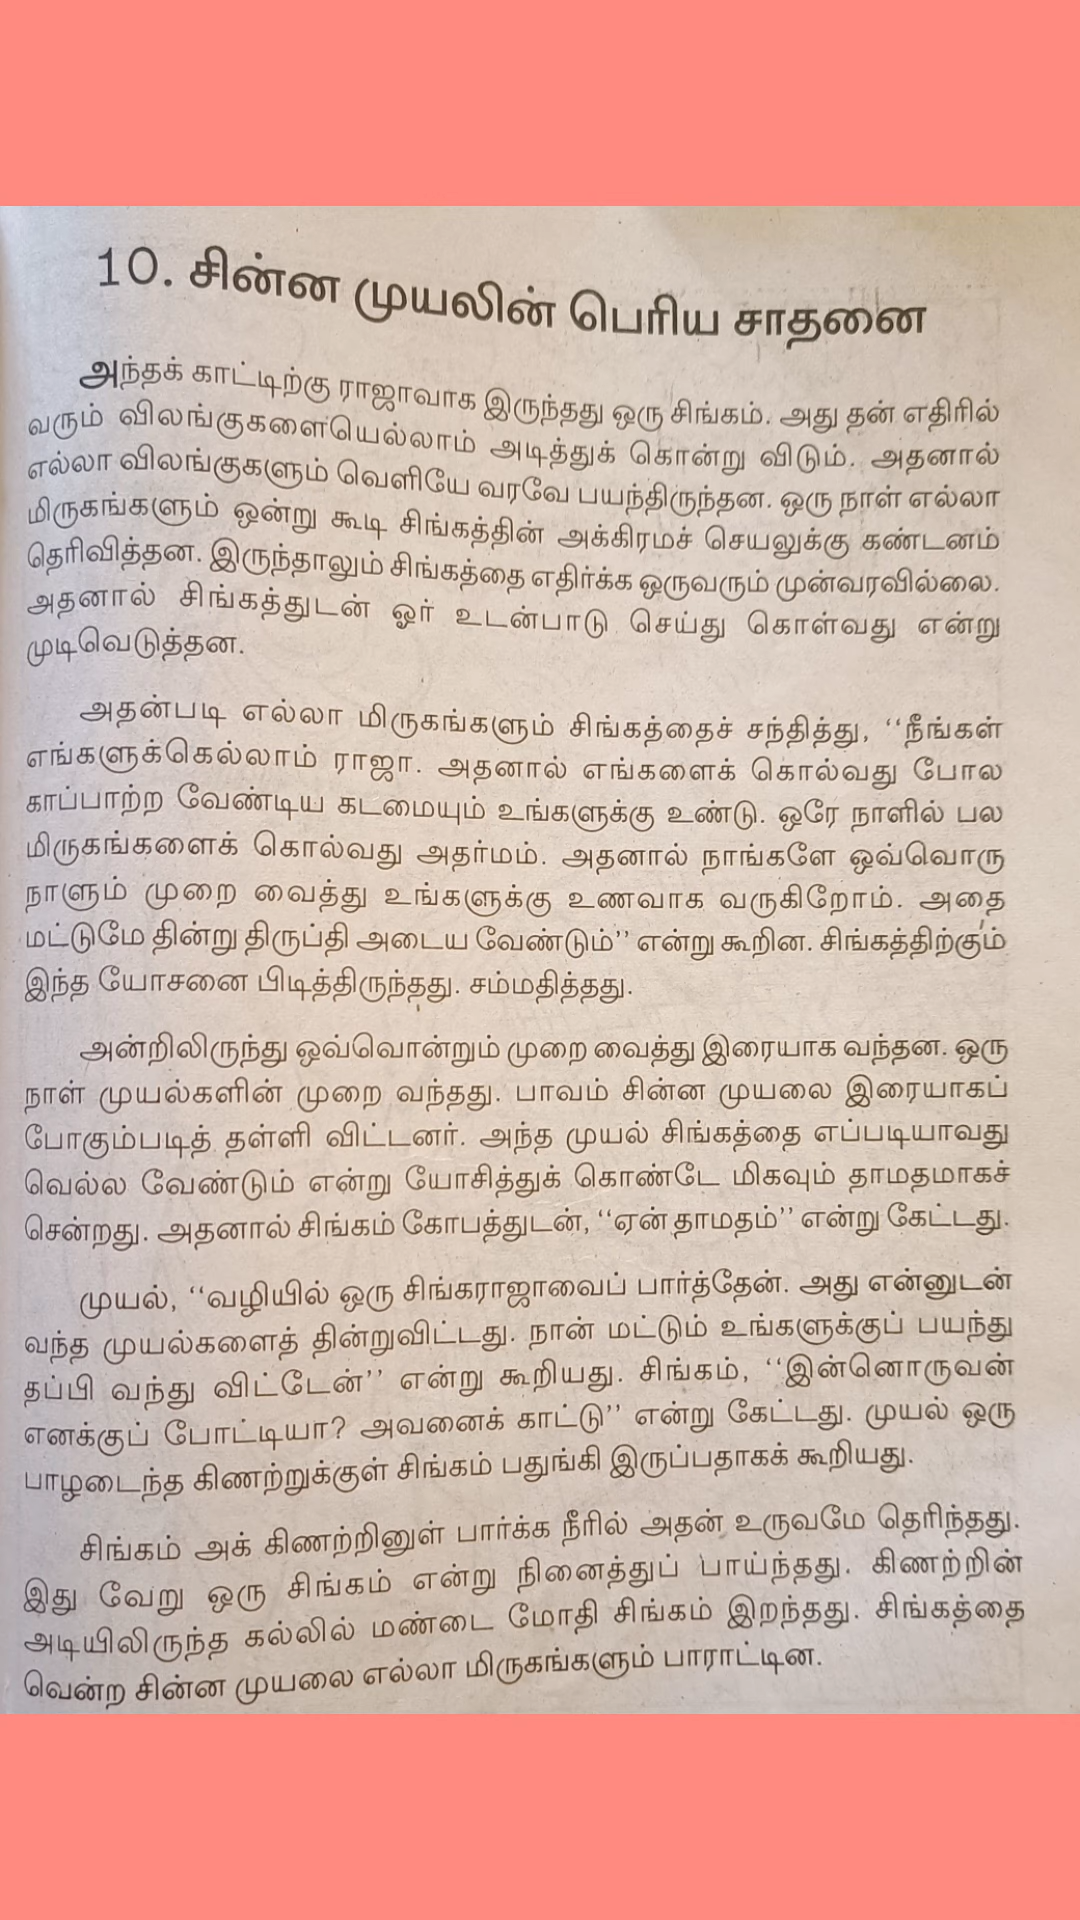 10. சின்ன முயலின் பெரிய சாதனை
அந்தக் காட்டிற்கு ராஜாவாக இருந்தது ஒரு சிங்கம். அது தன் எதிரில்
வரும் விலங்குகளையெல்லாம் அடித்துக் கொன்று விடும். அதனால்
எல்லா விலங்குகளும் வெளியே வரவே பயந்திருந்தன. ஒரு நாள் எல்லா
மிருகங்களும் ஒன்று கூடி சிங்கத்தின் அக்கிரமச் செயலுக்கு கண்டனம்
தெரிவித்தன. இருந்தாலும் சிங்கத்தை எதிர்க்க ஒருவரும் முன்வரவில்லை.
அதனால் சிங்கத்துடன் ஓர் உடன்பாடு செய்து கொள்வது என்று
முடிவெடுத்தன.
அதன்படி எல்லா மிருகங்களும் சிங்கத்தைச் சந்தித்து, ‘‘நீங்கள்
எங்களுக்கெல்லாம் ராஜா. அதனால் எங்களைக் கொல்வது போல
காப்பாற்ற வேண்டிய கடமையும் உங்களுக்கு உண்டு. ஒரே நாளில் பல
மிருகங்களைக் கொல்வது அதர்மம். அதனால் நாங்களே ஒவ்வொரு
நாளும் முறை வைத்து உங்களுக்கு உணவாக வருகிறோம். அதை
மட்டுமே தின்று திருப்தி அடைய வேண்டும்’’ என்று கூறின. சிங்கத்திற்கும்
இந்த யோசனை பிடித்திருந்தது. சம்மதித்தது.
அன்றிலிருந்து ஒவ்வொன்றும் முறை வைத்து இரையாக வந்தன. ஒரு
நாள் முயல்களின் முறை வந்தது. பாவம் சின்ன முயலை இரையாகப்
போகும்படித் தள்ளி விட்டனர். அந்த முயல் சிங்கத்தை எப்படியாவது
வெல்ல வேண்டும் என்று யோசித்துக் கொண்டே மிகவும் தாமதமாகச்
சென்றது. அதனால் சிங்கம் கோபத்துடன், ‘‘ஏன் தாமதம்’’ என்று கேட்டது.
முயல், ‘‘வழியில் ஒரு சிங்கராஜாவைப் பார்த்தேன். அது என்னுடன்
வந்த முயல்களைத் தின்றுவிட்டது. நான் மட்டும் உங்களுக்குப் பயந்து
தப்பி வந்து விட்டேன்’’ என்று கூறியது. சிங்கம், ‘‘இன்னொருவன்
எனக்குப் போட்டியா? அவனைக் காட்டு’’ என்று கேட்டது. முயல் ஒரு
பாழடைந்த கிணற்றுக்குள் சிங்கம் பதுங்கி இருப்பதாகக் கூறியது.
சிங்கம் அக் கிணற்றினுள் பார்க்க நீரில் அதன் உருவமே தெரிந்தது.
இது வேறு ஒரு சிங்கம் என்று நினைத்துப் பாய்ந்தது. கிணற்றின்
அடியிலிருந்த கல்லில் மண்டை மோதி சிங்கம் இறந்தது. சிங்கத்தை
வென்ற சின்ன முயலை எல்லா மிருகங்களும் பாராட்டின.